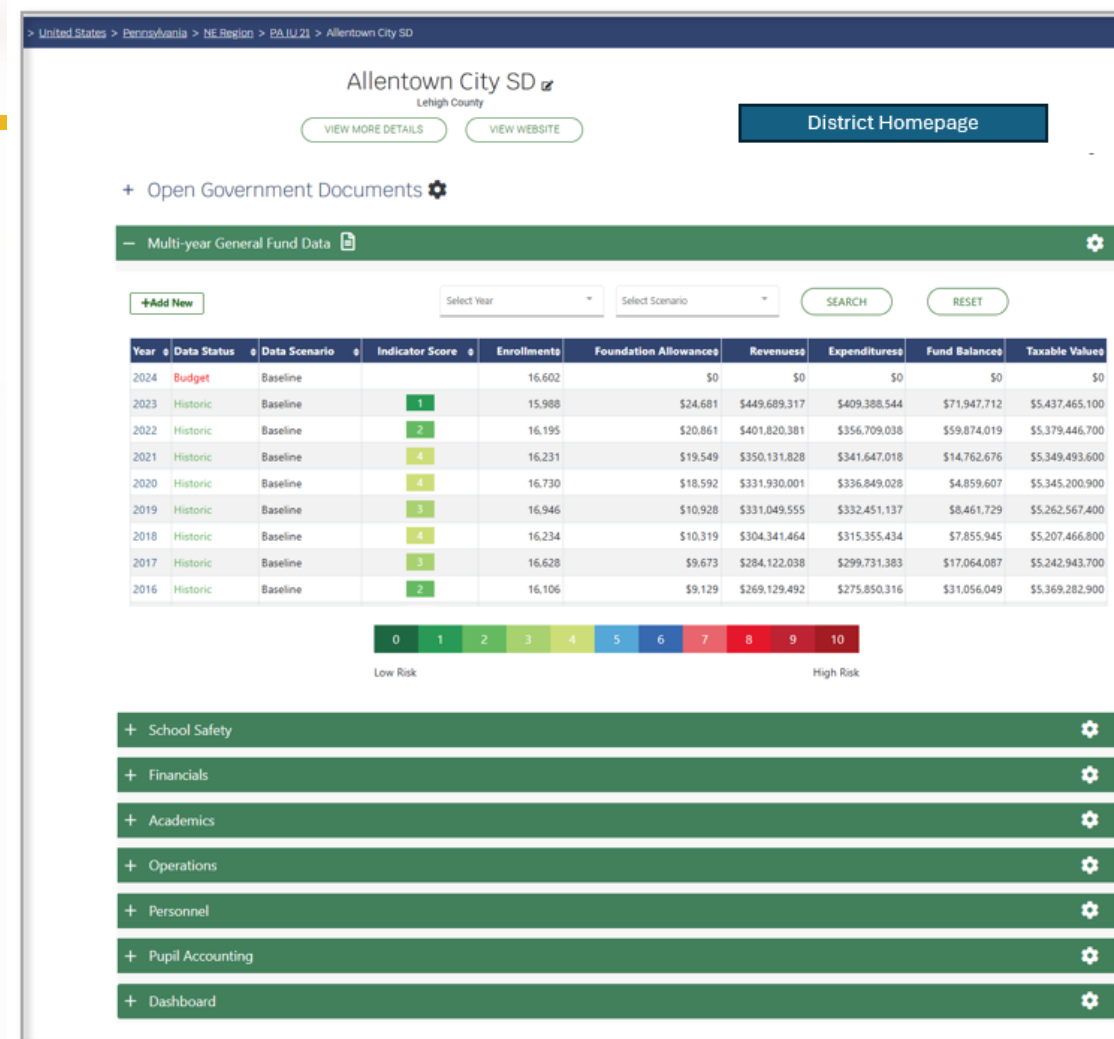 > United States > Pennsylvania > NE Region > PA IU 21 > Allentown City SD
Allentown City SD
Lehigh County
VIEW MORE DETAILS VIEW WEBSITE
District Homepage
+ Open Government Documents
− Multi-year General Fund Data
+Add New Select Year Select Scenario SEARCH RESET
Year Data Status Data Scenario Indicator Score Enrollment Foundation Allowance Revenues Expenditures Fund Balance Taxable Value
2024 Budget Baseline 16,602 $0 $0 $0 $0 $0
2023 Historic Baseline 1 15,988 $24,681 $449,689,317 $409,388,544 $71,947,712 $5,437,465,100
2022 Historic Baseline 2 16,195 $20,861 $401,820,381 $356,709,038 $59,874,019 $5,379,446,700
2021 Historic Baseline 4 16,231 $19,549 $350,131,828 $341,647,018 $14,762,676 $5,349,493,600
2020 Historic Baseline 4 16,730 $18,592 $331,930,001 $336,849,028 $4,859,607 $5,345,200,900
2019 Historic Baseline 3 16,946 $10,928 $331,049,555 $332,451,137 $8,461,729 $5,262,567,400
2018 Historic Baseline 4 16,234 $10,319 $304,341,464 $315,355,434 $7,855,945 $5,207,466,800
2017 Historic Baseline 3 16,628 $9,673 $284,122,038 $299,731,383 $17,064,087 $5,242,943,700
2016 Historic Baseline 2 16,106 $9,129 $269,129,492 $275,850,316 $31,056,049 $5,369,282,900
0 1 2 3 4 5 6 7 8 9 10
Low Risk High Risk
+ School Safety
+ Financials
+ Academics
+ Operations
+ Personnel
+ Pupil Accounting
+ Dashboard